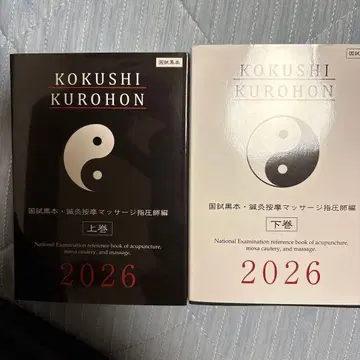 国試黒本
KOKUSHI
KUROHON
国試黒本・鍼灸按摩マッサージ指圧師編
上巻
National Examination reference book of acupuncture,
moxa cautery, and massage.
2026
国試黒本
KOKUSHI
KUROHON
国試黒本・鍼灸按摩マッサージ指圧師編
下巻
National Examination reference book of acupuncture,
moxa cautery, and massage.
2026